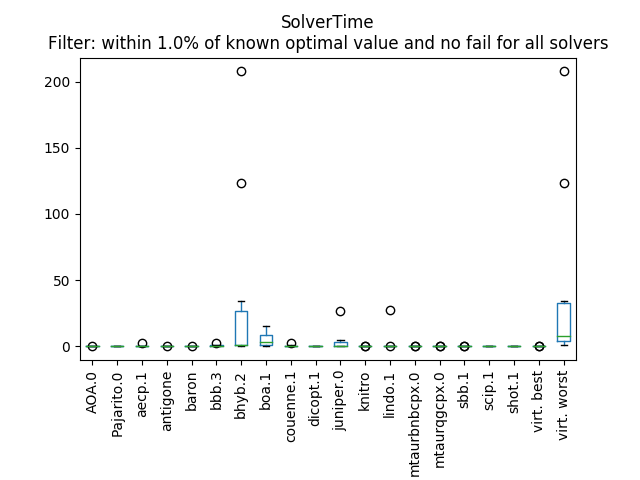 SolverTime
Filter: within 1.0% of known optimal value and no fail for all solvers
200
150
100
50
0
AOA.0
Pajarito.0
aecp.1
antigone
baron
bbb.3
bhyb.2
boa.1
couenne.1
dicopt.1
juniper.0
knitro
lindo.1
mtaurbnbcpx.0
mtaurqgcpx.0
sbb.1
scip.1
shot.1
virt. best
virt. worst